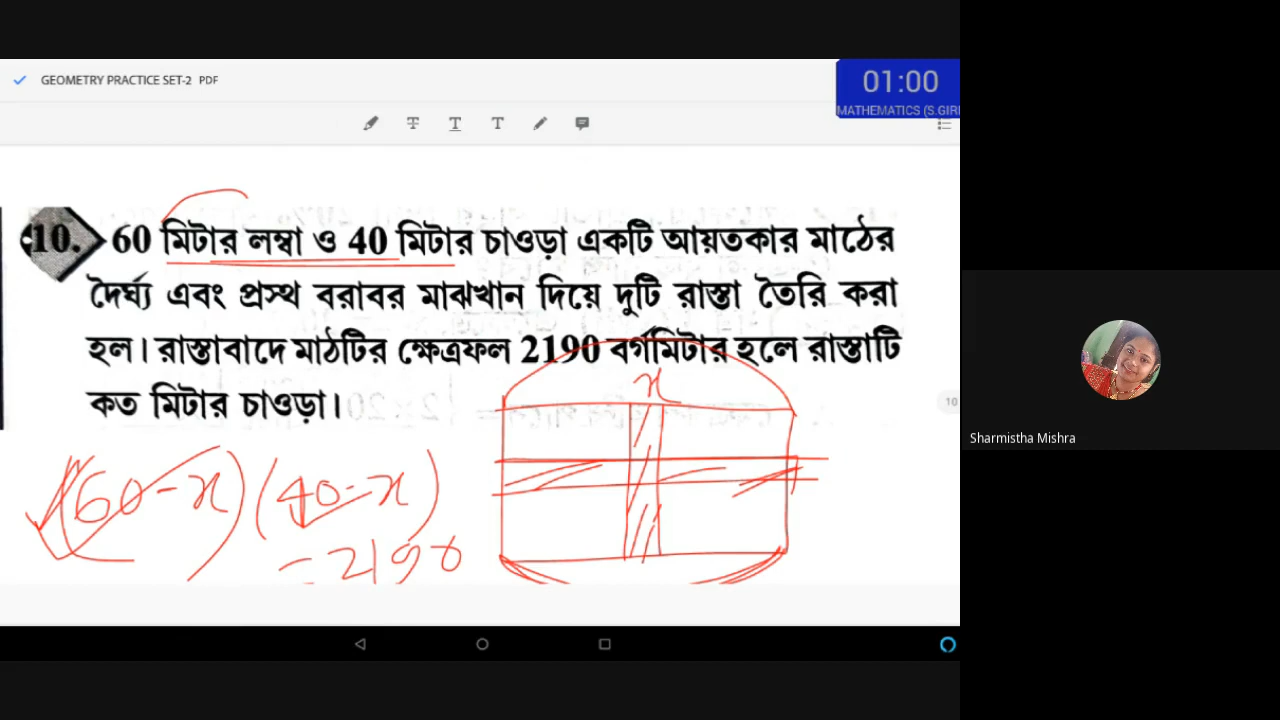 GEOMETRY PRACTICE SET-2 PDF
01:00
MATHEMATICS (S.GIRI
10. 60 মিটার লম্বা ও 40 মিটার চাওড়া একটি আয়তকার মাঠের
দৈর্ঘ্য এবং প্রস্থ বরাবর মাঝখান দিয়ে দুটি রাস্তা তৈরি করা
হল। রাস্তাবাদে মাঠটির ক্ষেত্রফল 2190 বর্গমিটার হলে রাস্তাটি
কত মিটার চাওড়া।
10
x
(60-x) (40-x)
= 2190
Sharmistha Mishra